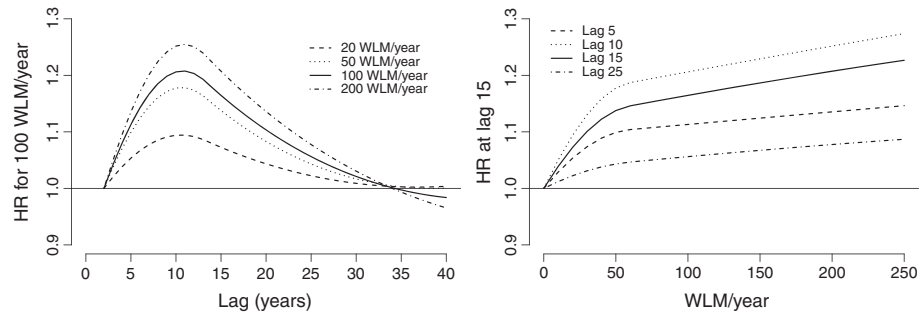 HR for 100 WLM/year
1.3
1.2
1.1
1.0
0.9
20 WLM/year
50 WLM/year
100 WLM/year
200 WLM/year
0 5 10 15 20 25 30 35 40
Lag (years)
HR at lag 15
1.3
1.2
1.1
1.0
0.9
Lag 5
Lag 10
Lag 15
Lag 25
0 50 100 150 200 250
WLM/year